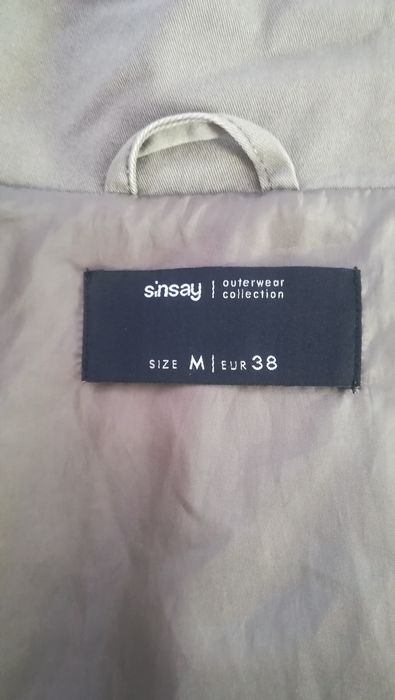 sinsay | outerwear
collection
SIZE M | EUR 38